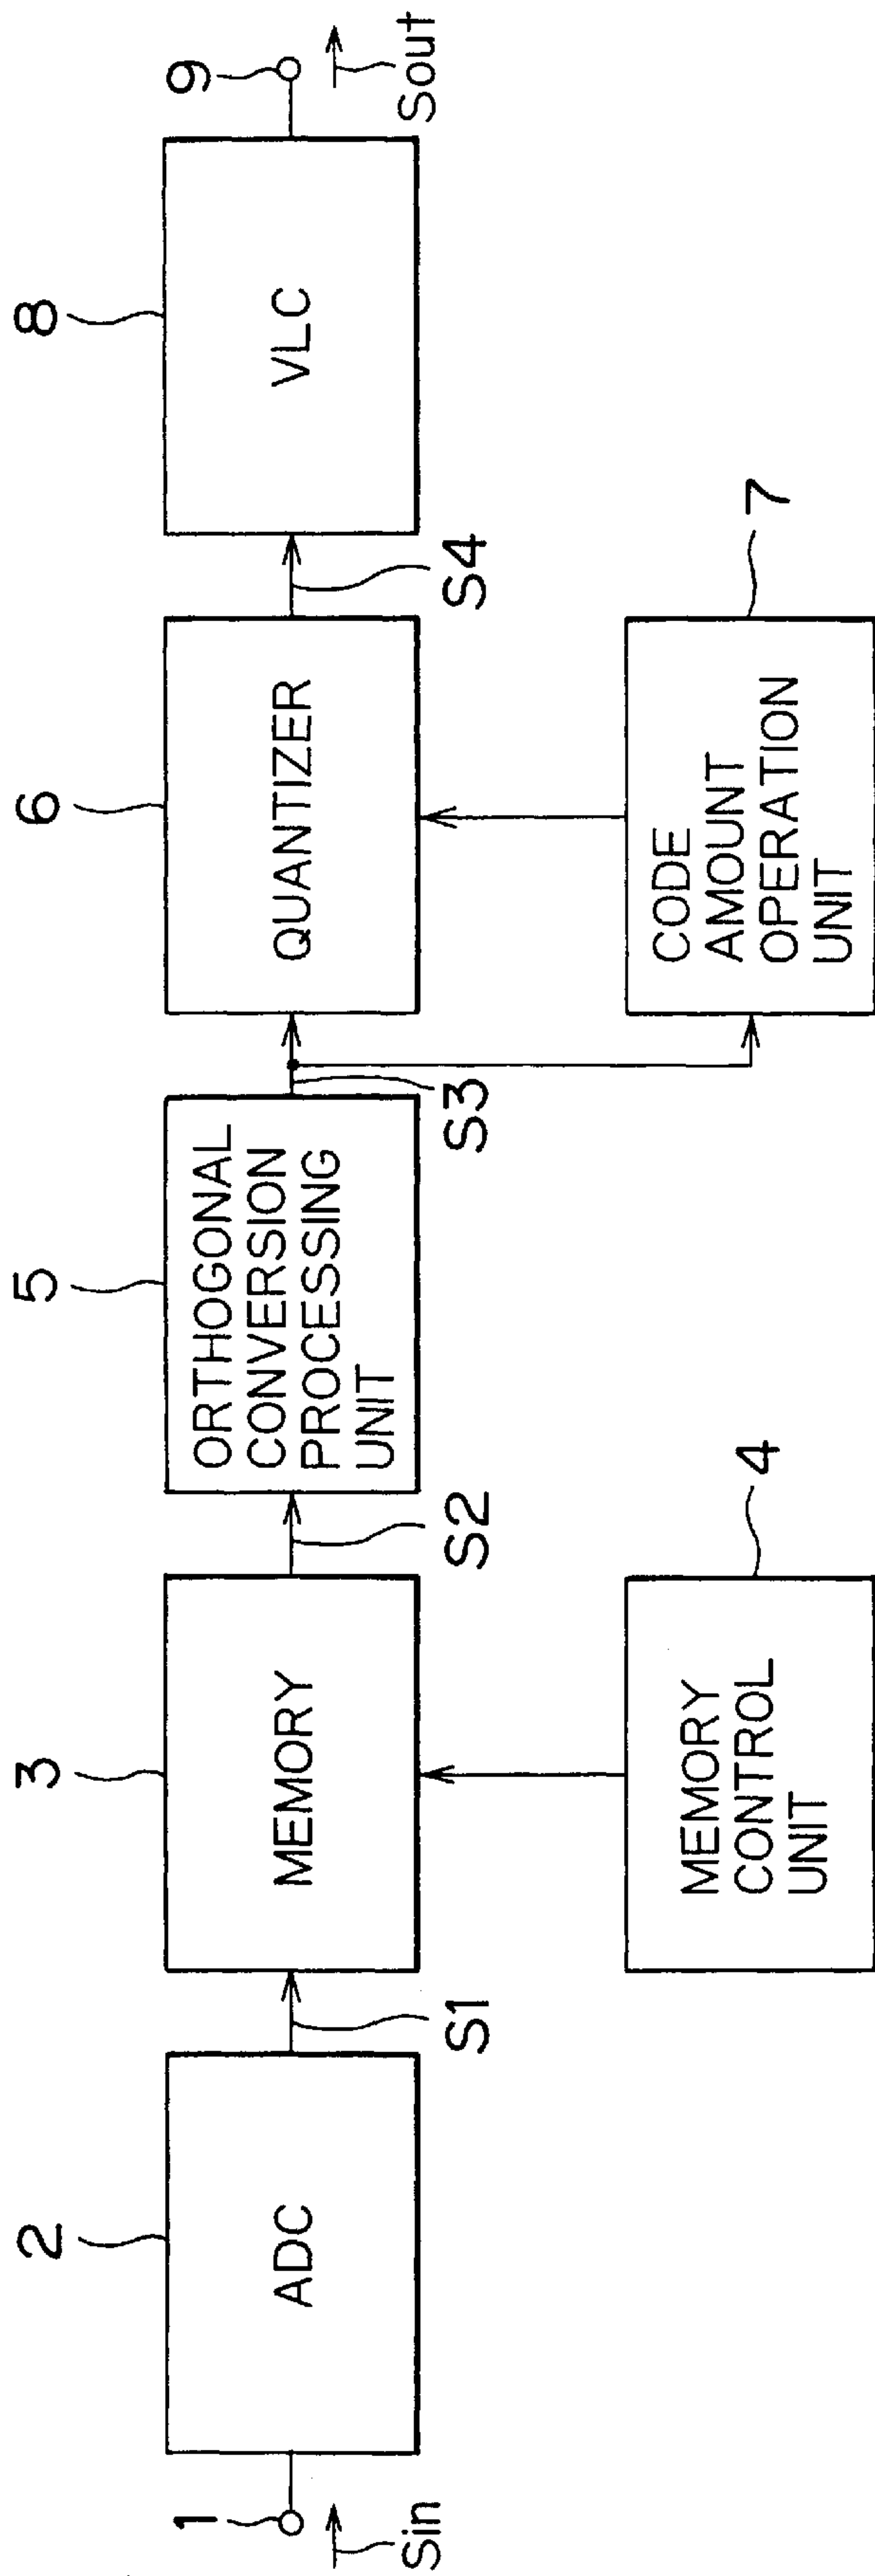 2
3
5
6
8
9
1
ADC
MEMORY
ORTHOGONAL
CONVERSION
PROCESSING
UNIT
QUANTIZER
VLC
Sin
S1
S2
S3
S4
Sout
4
7
MEMORY
CONTROL
UNIT
CODE
AMOUNT
OPERATION
UNIT